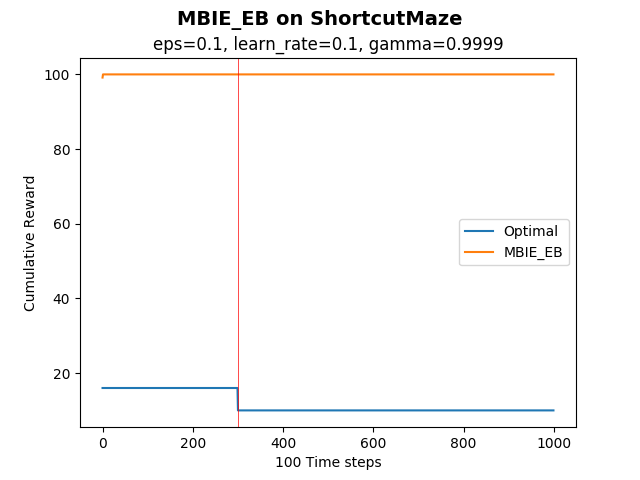 MBIE_EB on ShortcutMaze
eps=0.1, learn_rate=0.1, gamma=0.9999
100
80
60
40
20
Cumulative Reward
Optimal
MBIE_EB
0
200
400
600
800
1000
100 Time steps